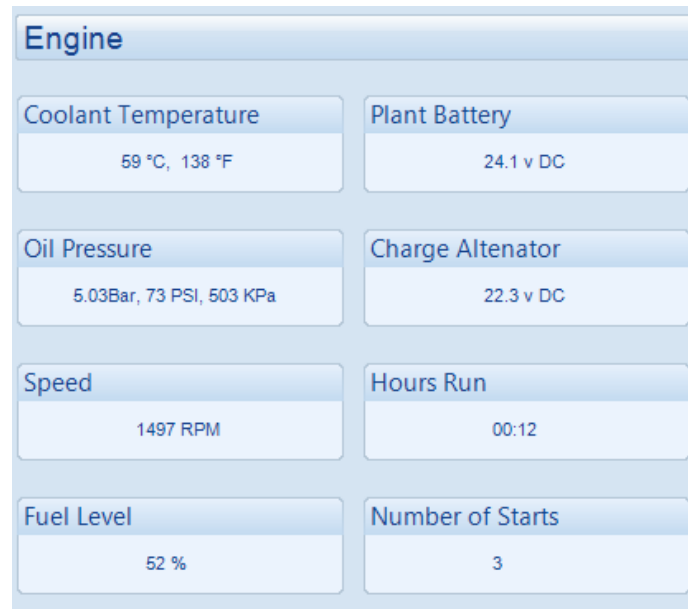 Engine
Coolant Temperature
59 °C, 138 °F
Plant Battery
24.1 v DC
Oil Pressure
5.03Bar, 73 PSI, 503 KPa
Charge Altenator
22.3 v DC
Speed
1497 RPM
Hours Run
00:12
Fuel Level
52 %
Number of Starts
3